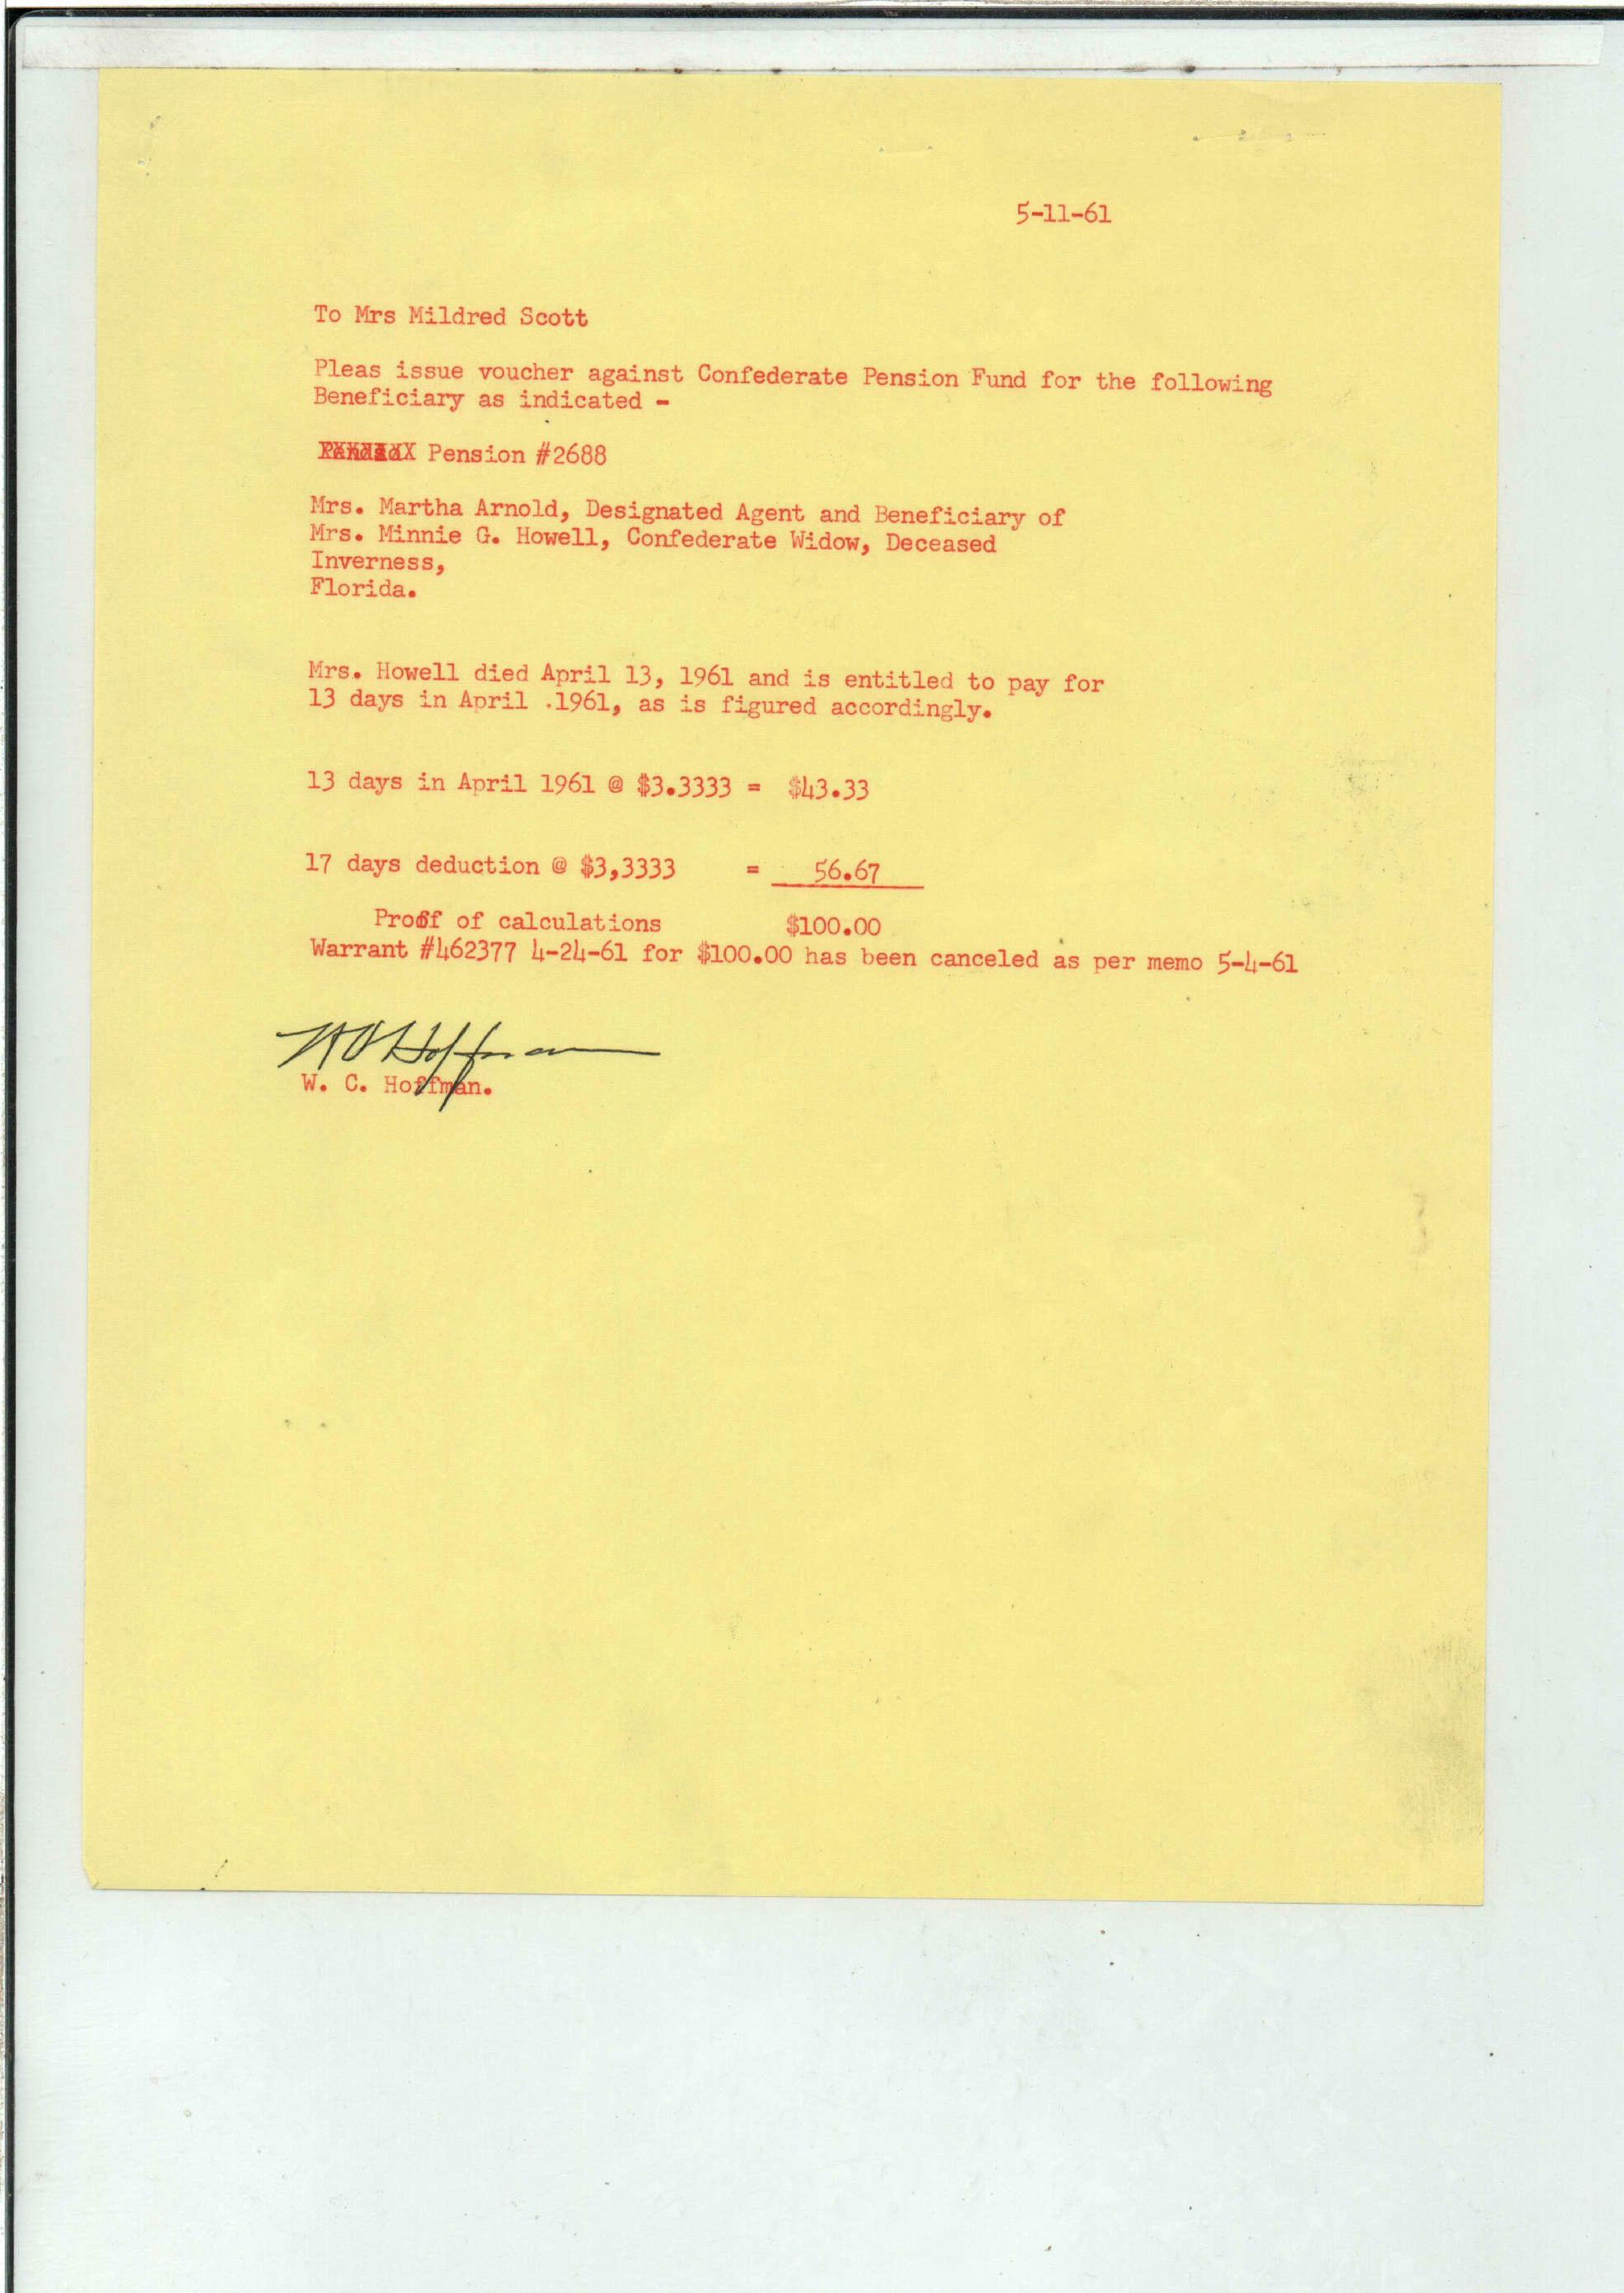 5-11-61
To Mrs Mildred Scott
Pleas issue voucher against Confederate Pension Fund for the following
Beneficiary as indicated -
Pension #2688
Mrs. Martha Arnold, Designated Agent and Beneficiary of
Mrs. Minnie G. Howell, Confederate Widow, Deceased
Inverness,
Florida.
Mrs. Howell died April 13, 1961 and is entitled to pay for
13 days in April .1961, as is figured accordingly.
13 days in April 1961 @ $3.3333 = $43.33
17 days deduction @ $3,3333 = 56.67
Proff of calculations $100.00
Warrant #462377 4-24-61 for $100.00 has been canceled as per memo 5-4-61
W C Hoffman
W. C. Hoffman.